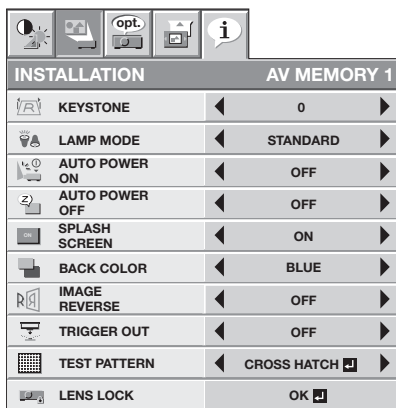 opt.
i
INSTALLATION AV MEMORY 1
R KEYSTONE 0
LAMP MODE STANDARD
AUTO POWER ON OFF
Z AUTO POWER OFF OFF
ON SPLASH SCREEN ON
BACK COLOR BLUE
IMAGE REVERSE OFF
TRIGGER OUT OFF
TEST PATTERN CROSS HATCH
LENS LOCK OK